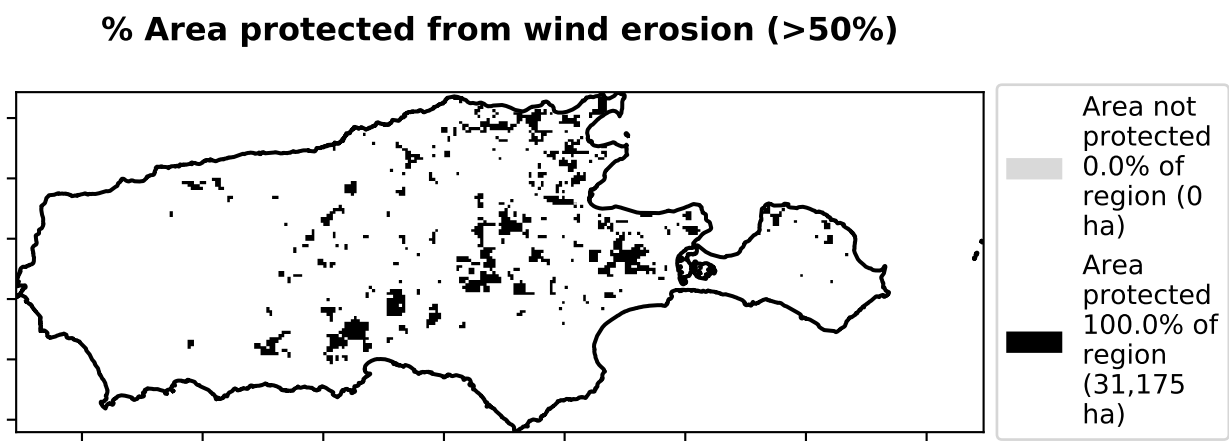 % Area protected from wind erosion (>50%)
Area not
protected
0.0% of
region (0
ha)
Area
protected
100.0% of
region
(31,175
ha)